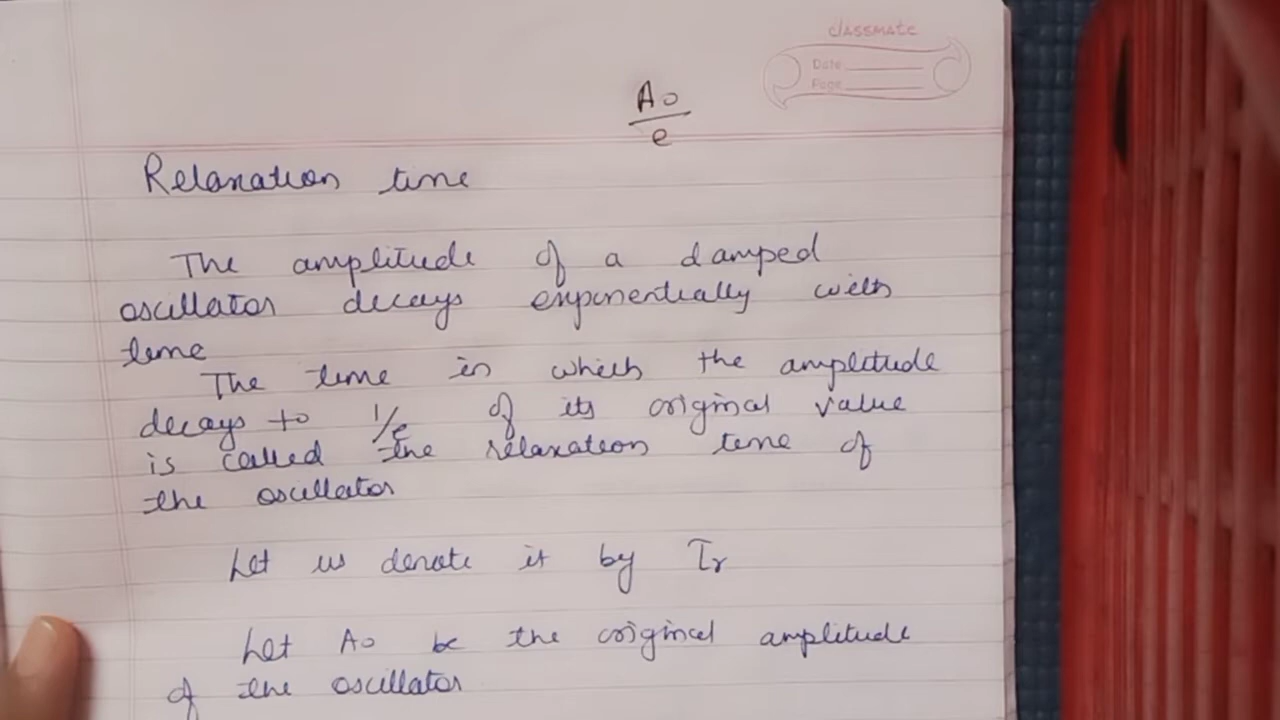 classmate
Date
Page
A0
e
Relaxation time
The amplitude of a damped
oscillator decays exponentially with
time
The time in which the amplitude
decays to 1/e of its original value
is called the relaxation time of
the oscillator
Let us denote it by Tr
Let A0 be the original amplitude
of the oscillator